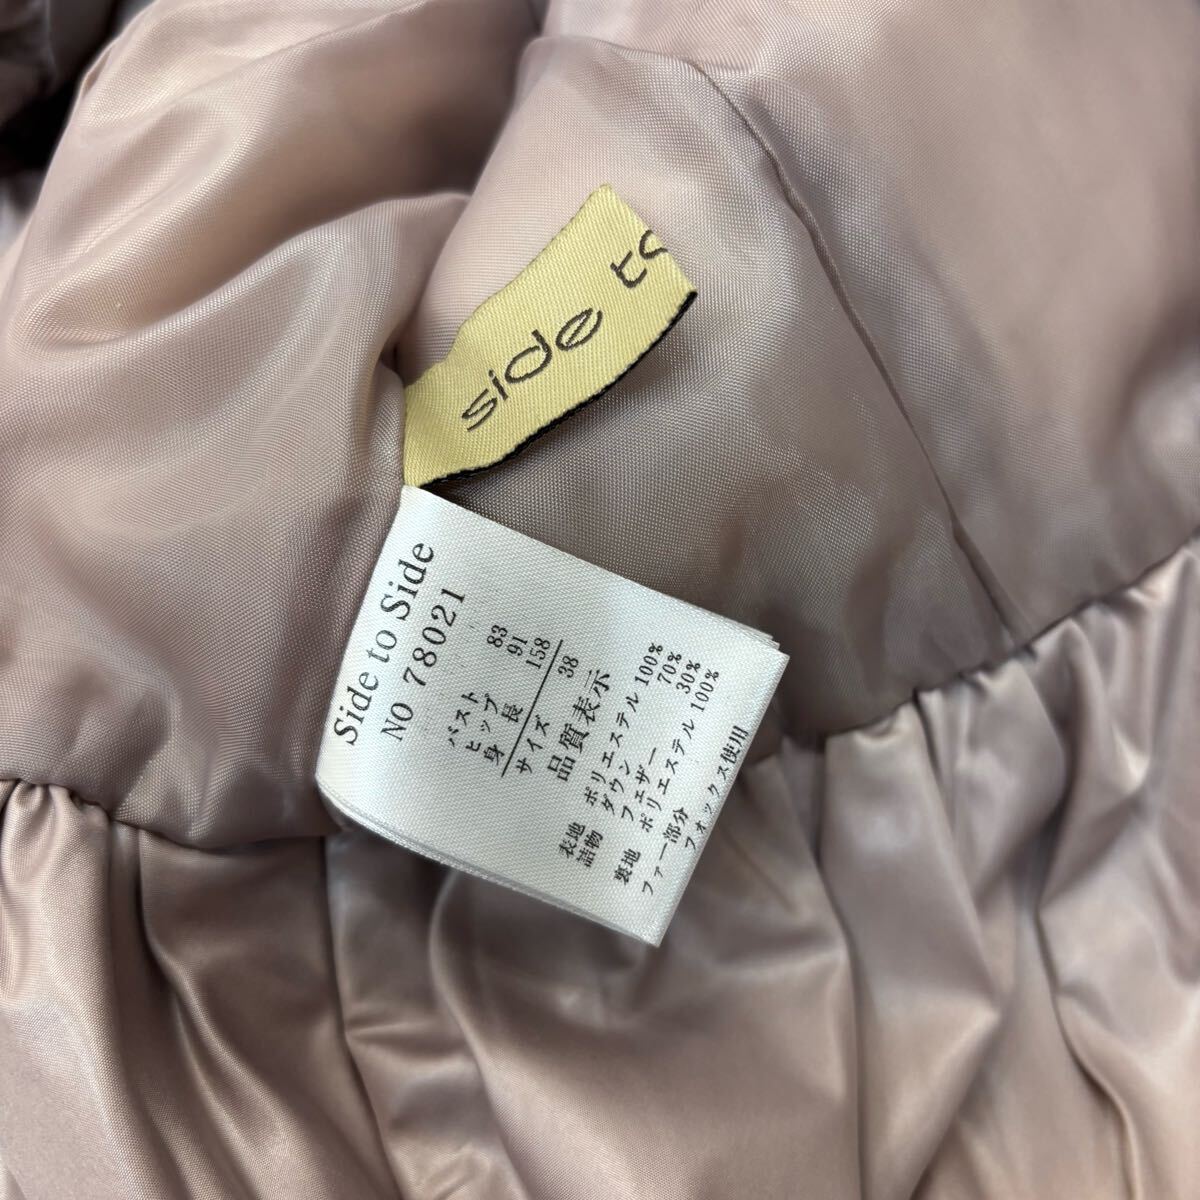 side to
Side to Side
NO 78021
バスト 83
ヒップ 91
身長 158
サイズ 38
品質表示
表地 ポリエステル 100%
詰物 ダウン 70%
フェザー 30%
裏地 ポリエステル 100%
ファー部分
フォックス使用